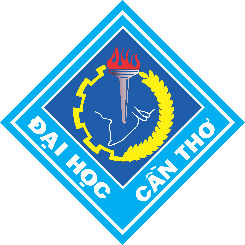 ĐẠI HỌC
CẦN THƠ